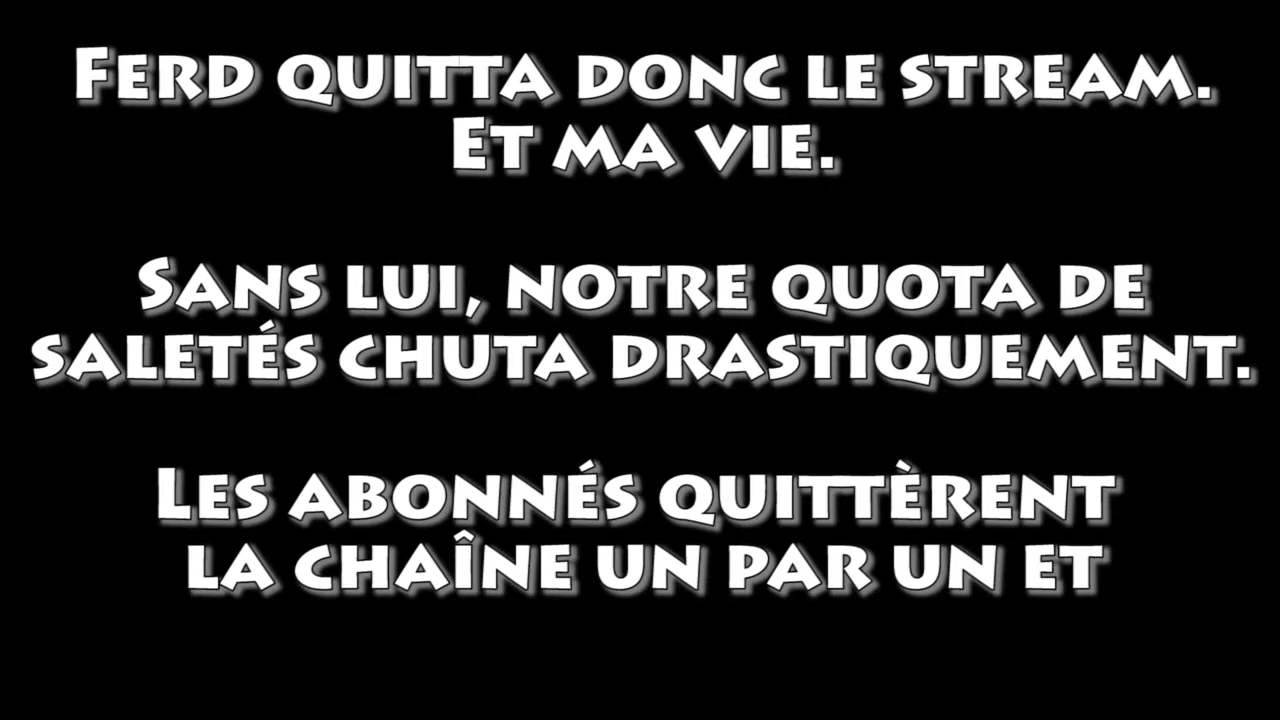 Ferd quitta donc le stream.
Et ma vie.
Sans lui, notre quota de
saletés chuta drastiquement.
Les abonnés quittèrent
la chaîne un par un et